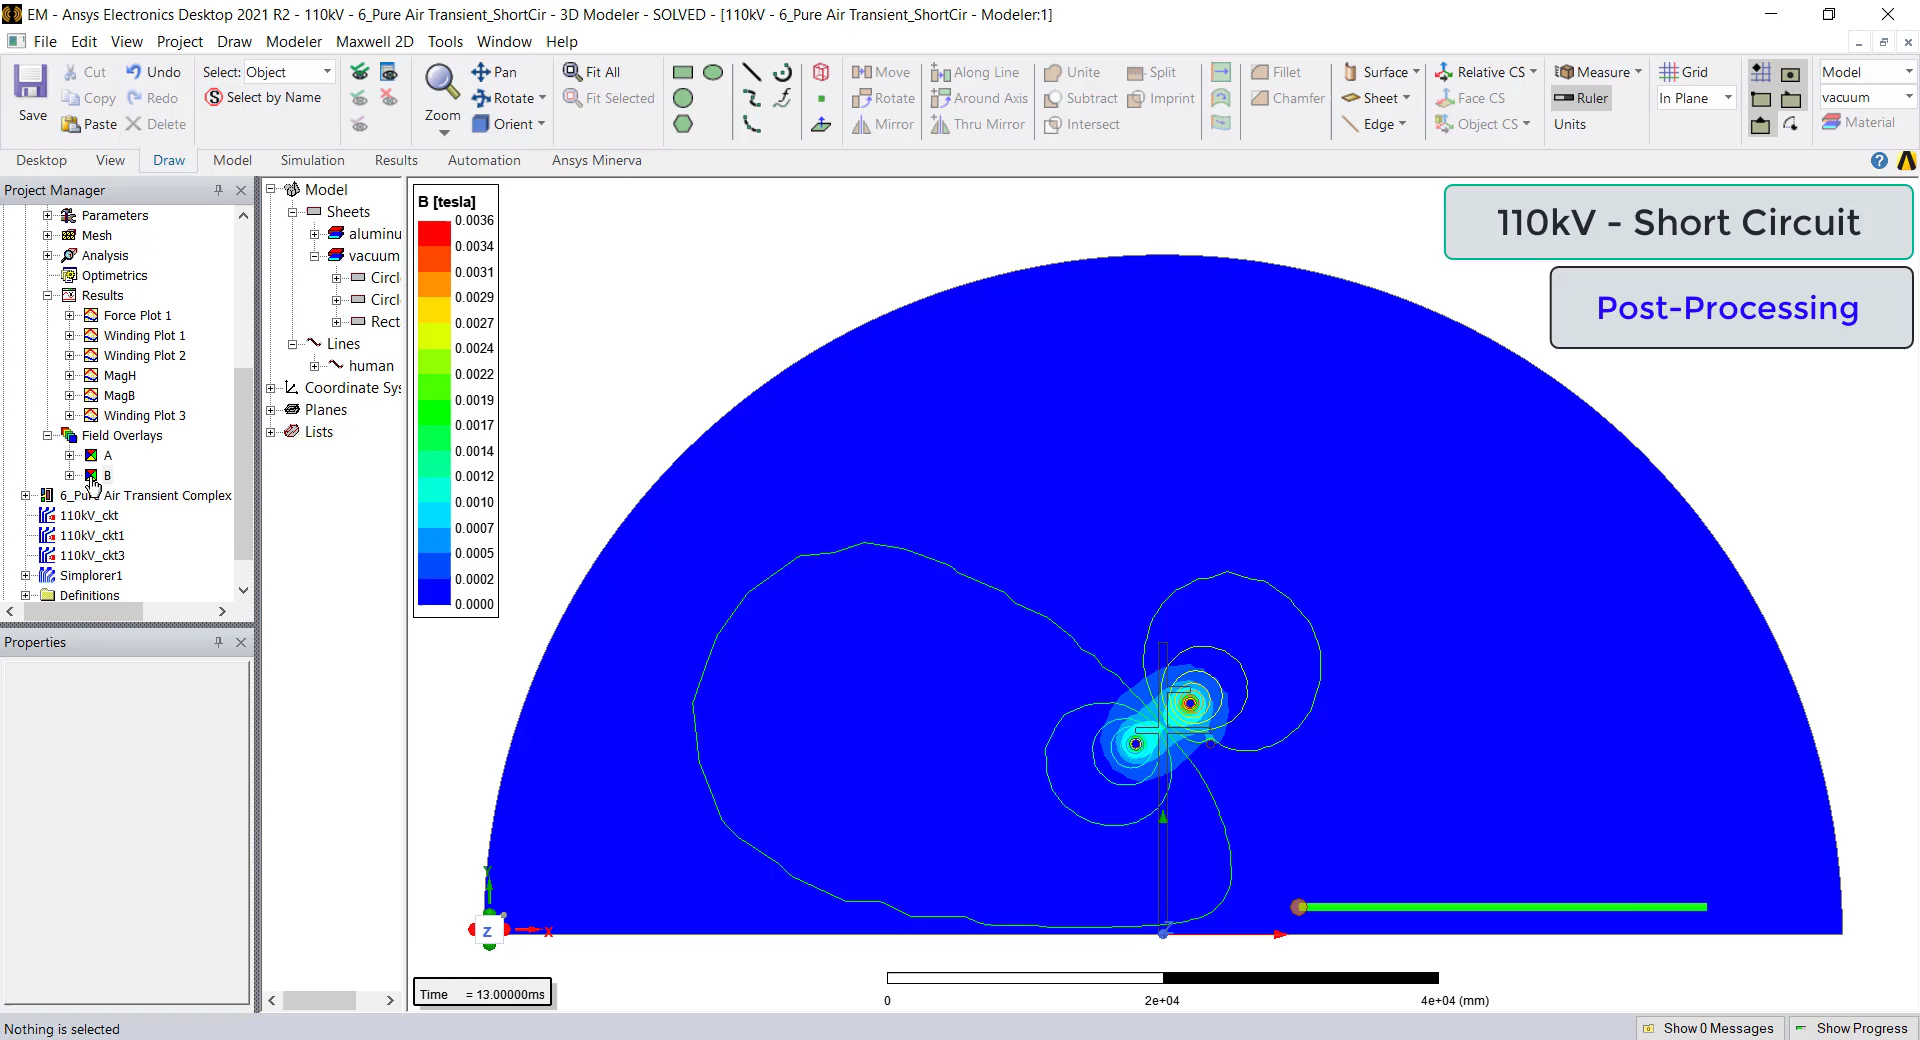 EM - Ansys Electronics Desktop 2021 R2 - 110kV - 6_Pure Air Transient_ShortCir - 3D Modeler - SOLVED - [110kV - 6_Pure Air Transient_ShortCir - Modeler:1]
File Edit View Project Draw Modeler Maxwell 2D Tools Window Help
Save
Cut
Copy
Paste
Undo
Redo
Delete
Select: Object
Select by Name
Zoom
Pan
Rotate
Orient
Fit All
Fit Selected
Move
Rotate
Mirror
Along Line
Around Axis
Thru Mirror
Unite
Subtract
Intersect
Split
Imprint
Fillet
Chamfer
Surface
Sheet
Edge
Relative CS
Face CS
Object CS
Measure
Ruler
Units
Grid
In Plane
Model
vacuum
Material
Desktop View Draw Model Simulation Results Automation Ansys Minerva
Project Manager
Parameters
Mesh
Analysis
Optimetrics
Results
Force Plot 1
Winding Plot 1
Winding Plot 2
MagH
MagB
Winding Plot 3
Field Overlays
A
B
6_Pure Air Transient Complex
110kV_ckt
110kV_ckt1
110kV_ckt3
Simplorer1
Definitions
Properties
Model
Sheets
aluminu
vacuum
Circl
Circl
Rect
Lines
human
Coordinate Sys
Planes
Lists
B [tesla]
0.0036
0.0034
0.0031
0.0029
0.0027
0.0024
0.0022
0.0019
0.0017
0.0014
0.0012
0.0010
0.0007
0.0005
0.0002
0.0000
110kV - Short Circuit
Post-Processing
Y
Z
X
Z
Time = 13.00000ms
0 2e+04 4e+04 (mm)
Nothing is selected
Show 0 Messages
Show Progress